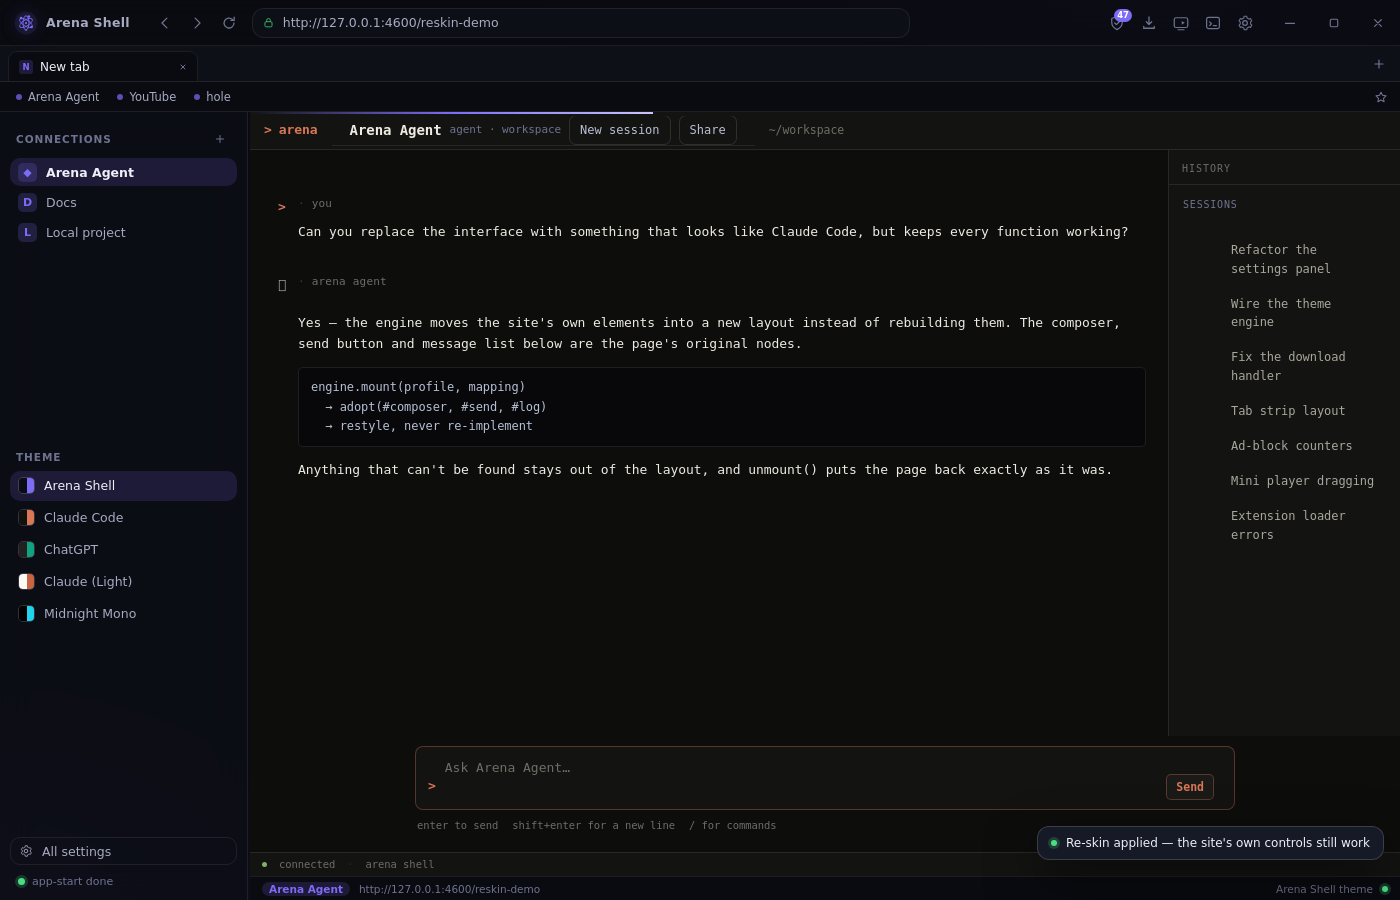 Arena Shell
http://127.0.0.1:4600/reskin-demo
47
N New tab ×
Arena Agent YouTube hole
CONNECTIONS
Arena Agent
D Docs
L Local project
THEME
Arena Shell
Claude Code
ChatGPT
Claude (Light)
Midnight Mono
All settings
app-start done
> arena Arena Agent agent · workspace New session Share ~/workspace
> · you
Can you replace the interface with something that looks like Claude Code, but keeps every function working?
· arena agent
Yes — the engine moves the site's own elements into a new layout instead of rebuilding them. The composer,
send button and message list below are the page's original nodes.
engine.mount(profile, mapping)
→ adopt(#composer, #send, #log)
→ restyle, never re-implement
Anything that can't be found stays out of the layout, and unmount() puts the page back exactly as it was.
HISTORY
SESSIONS
Refactor the
settings panel
Wire the theme
engine
Fix the download
handler
Tab strip layout
Ad-block counters
Mini player dragging
Extension loader
errors
Ask Arena Agent…
>
Send
enter to send shift+enter for a new line / for commands
Re-skin applied — the site's own controls still work
connected · arena shell
Arena Agent http://127.0.0.1:4600/reskin-demo
Arena Shell theme